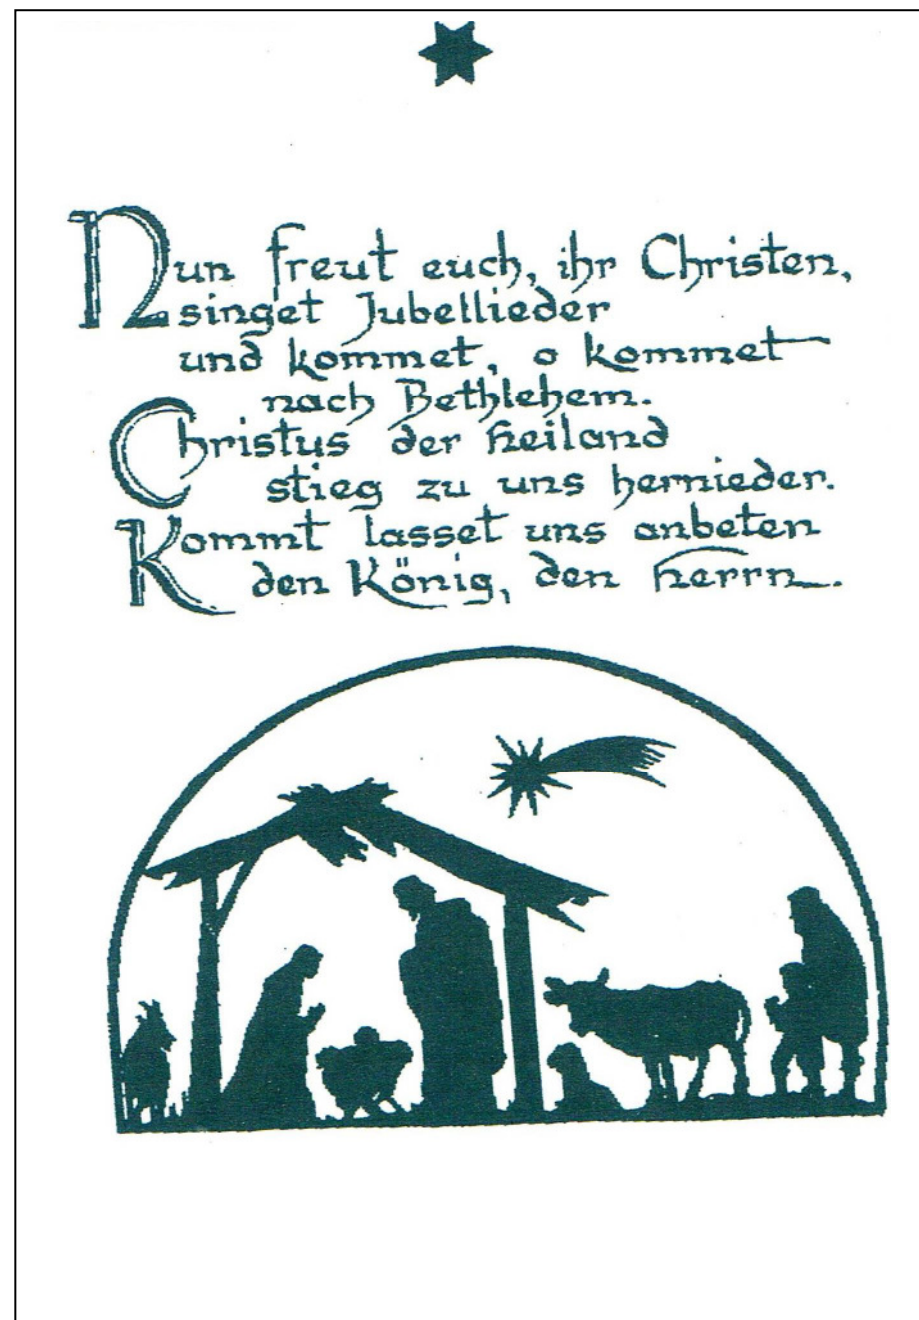 Nun freut euch, ihr Christen,
singet Jubellieder
und kommet, o kommet
nach Bethlehem.
Christus der Heiland
stieg zu uns hernieder.
Kommt lasset uns anbeten
den König, den Herrn.